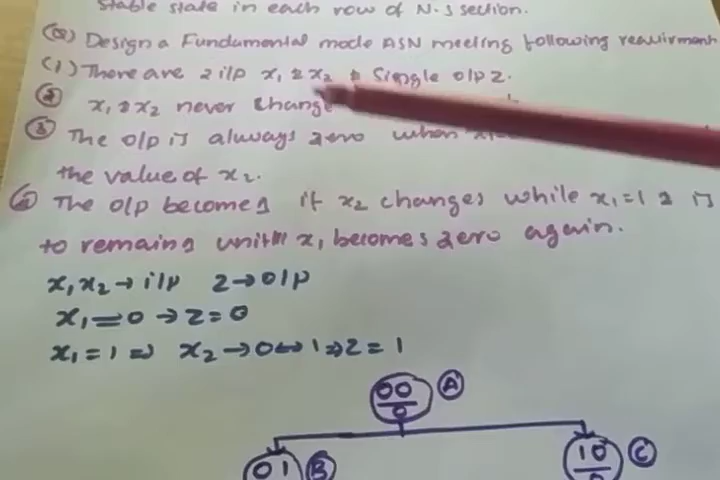 stable state in each row of N.S section.
(Q) Design a Fundamental mode ASN meeting following reauirment
(1) There are 2 i/p x1 & x2 & single o/p z.
(2) x1 & x2 never change
(3) The o/p is always zero when
the value of x2.
(4) The o/p becomes if x2 changes while x1=1 & is
to remains x1 becomes zero again.
x1 x2 → i/p z → o/p
x1 = 0 → z = 0
x1 = 1 ⇒ x2 → 0 ↔ 1 ⇒ z = 1
00 A
0
01 B 10 C